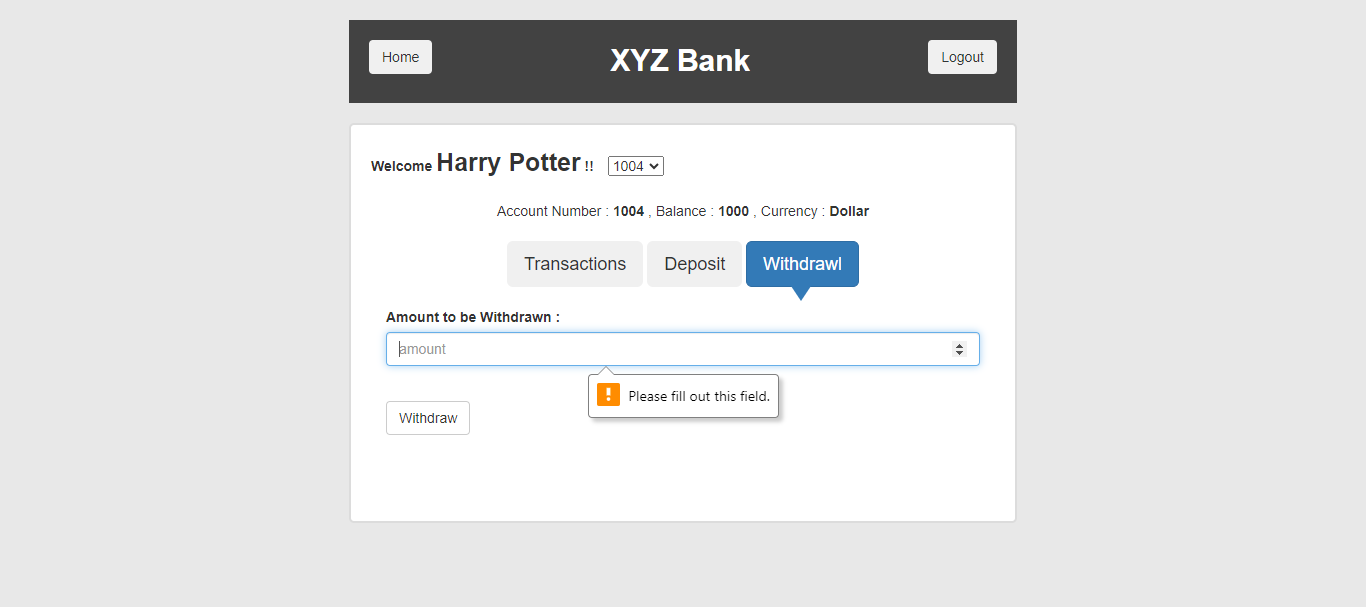 Home XYZ Bank Logout
Welcome Harry Potter !! 1004
Account Number : 1004 , Balance : 1000 , Currency : Dollar
Transactions Deposit Withdrawl
Amount to be Withdrawn :
amount
Please fill out this field.
Withdraw